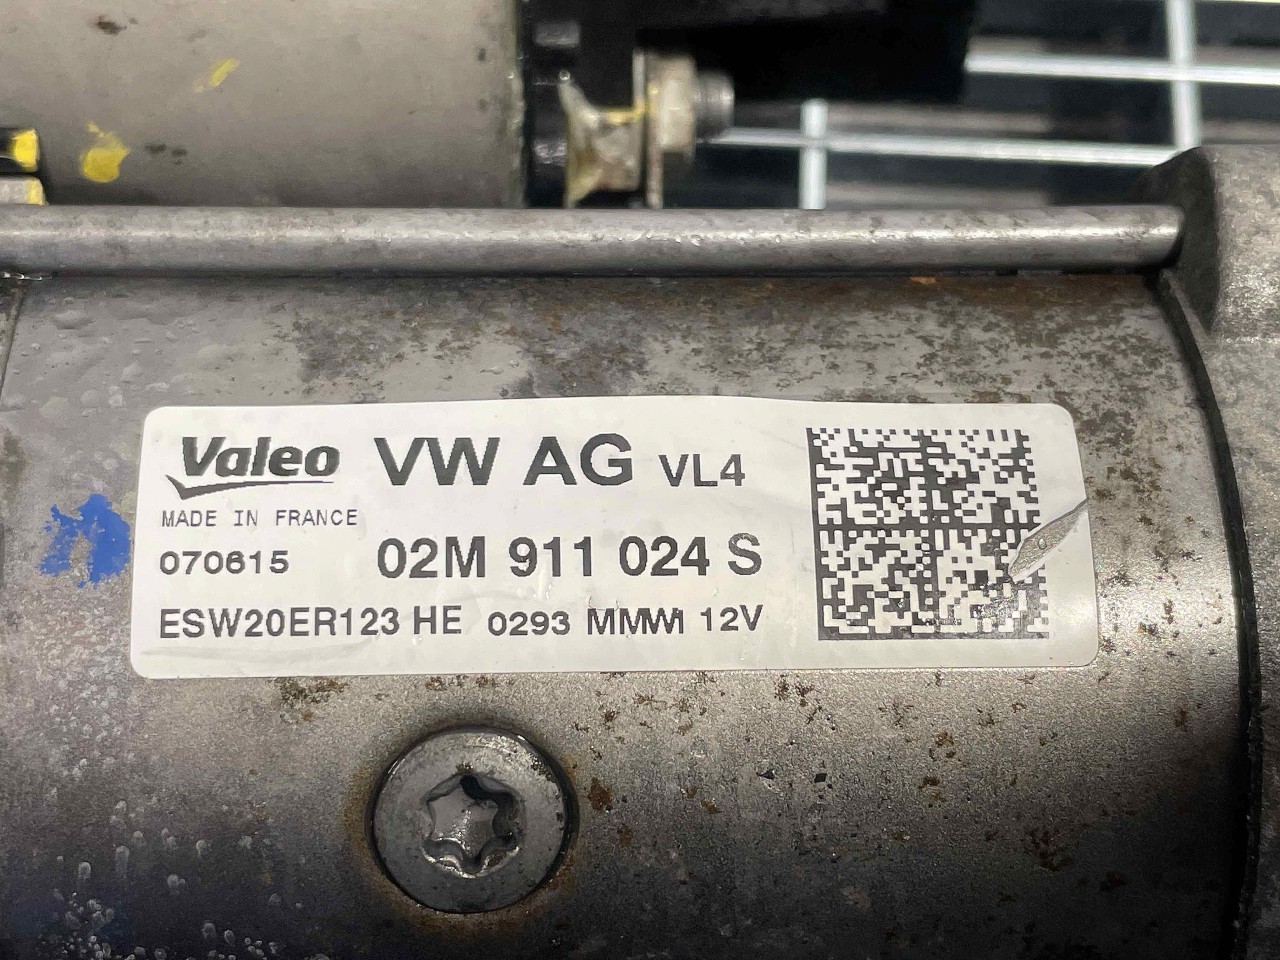 Valeo VW AG VL4
MADE IN FRANCE
070615 02M 911 024 S
ESW20ER123 HE 0293 MMWI 12V